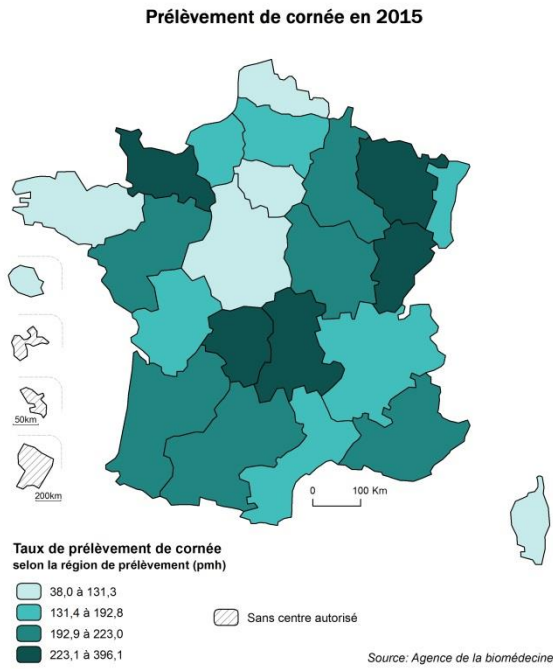 Prélèvement de cornée en 2015
50km
200km
0 100 Km
Taux de prélèvement de cornée
selon la région de prélèvement (pmh)
38,0 à 131,3
131,4 à 192,8
192,9 à 223,0
223,1 à 396,1
Sans centre autorisé
Source: Agence de la biomédecine